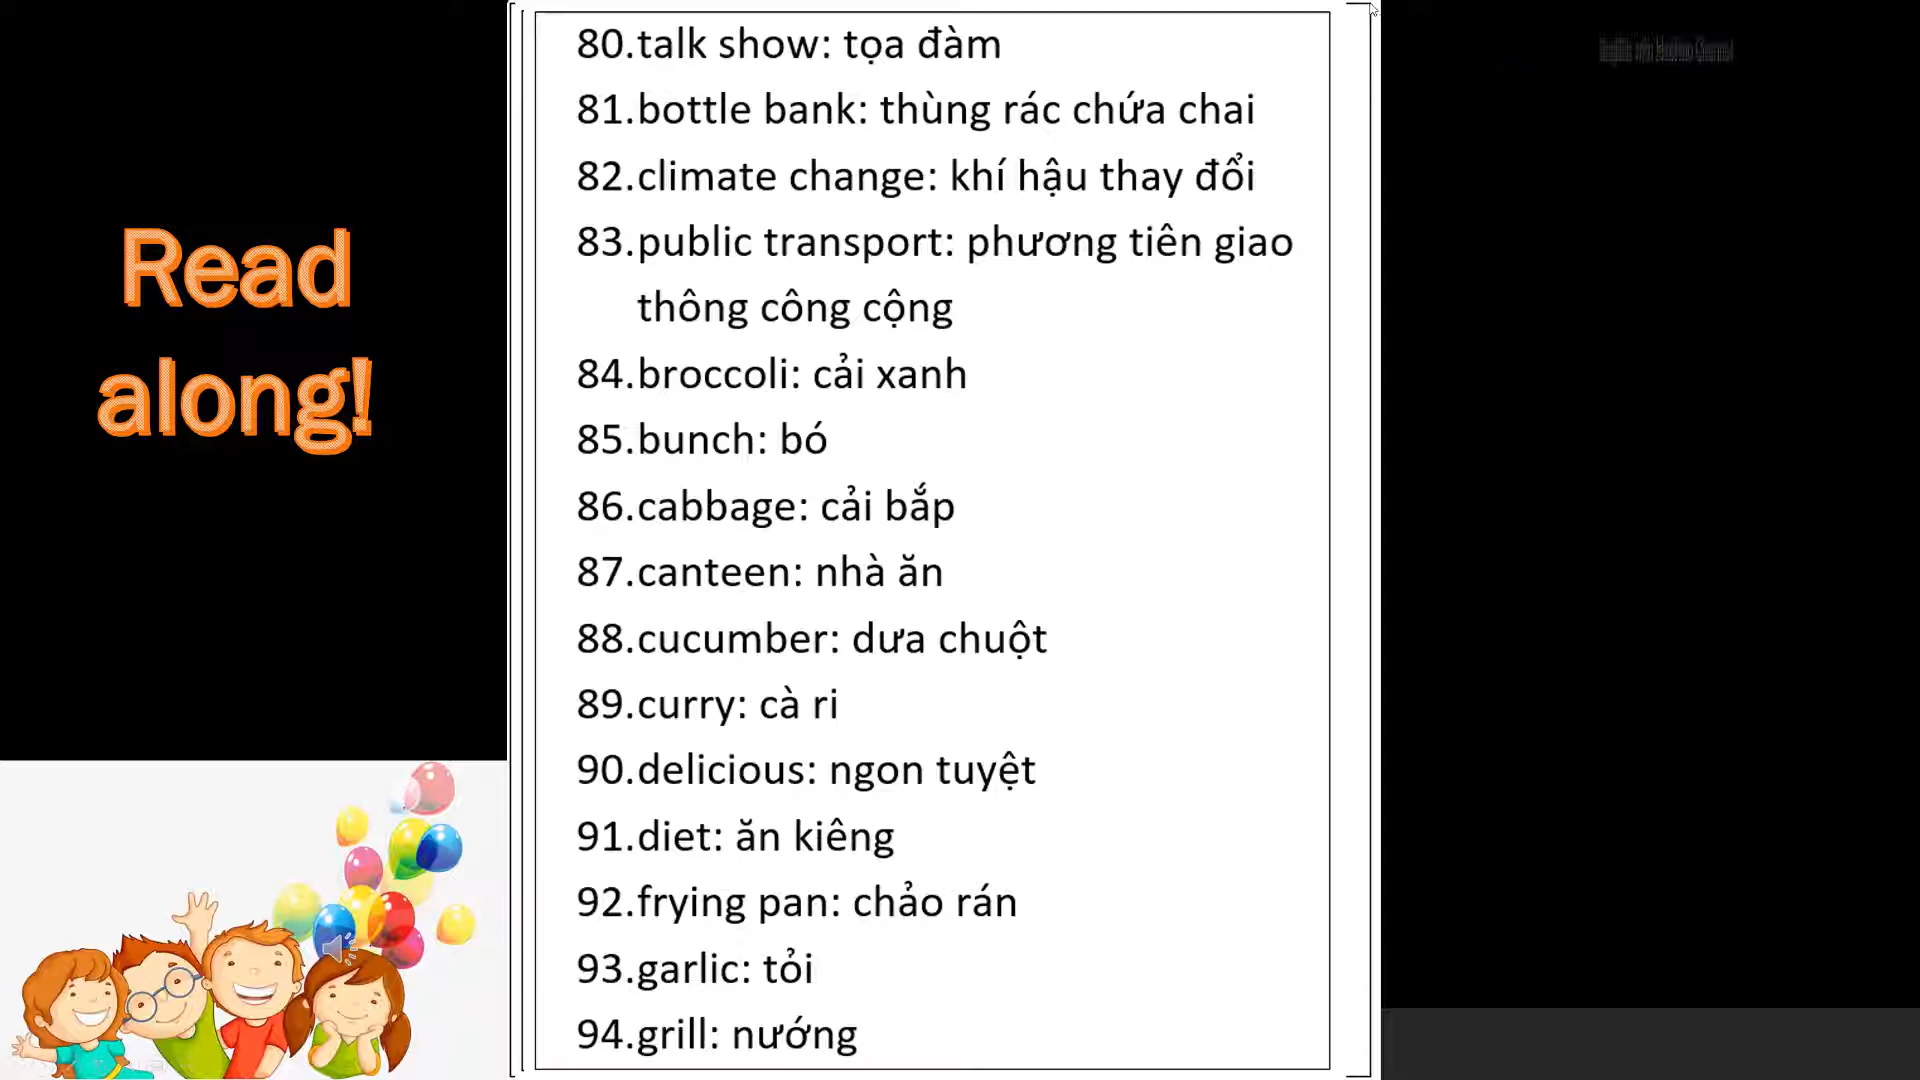 Read
along!
80.talk show: tọa đàm
81.bottle bank: thùng rác chứa chai
82.climate change: khí hậu thay đổi
83.public transport: phương tiên giao
thông công cộng
84.broccoli: cải xanh
85.bunch: bó
86.cabbage: cải bắp
87.canteen: nhà ăn
88.cucumber: dưa chuột
89.curry: cà ri
90.delicious: ngon tuyệt
91.diet: ăn kiêng
92.frying pan: chảo rán
93.garlic: tỏi
94.grill: nướng